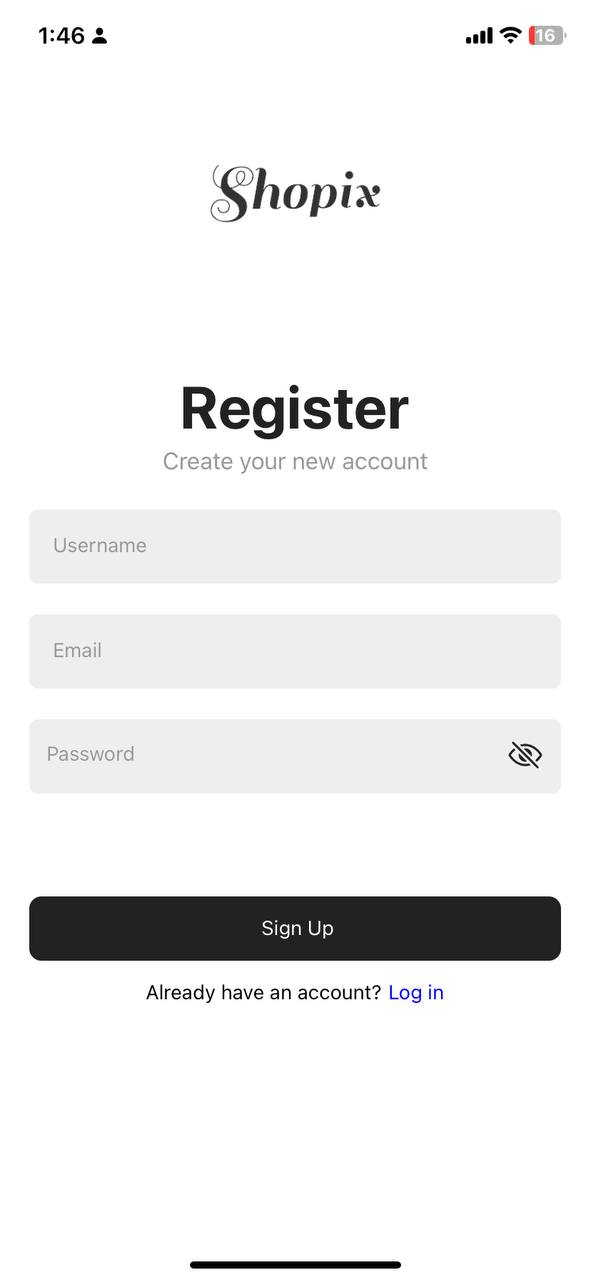 1:46
16
Shopix
Register
Create your new account
Username
Email
Password
Sign Up
Already have an account? Log in